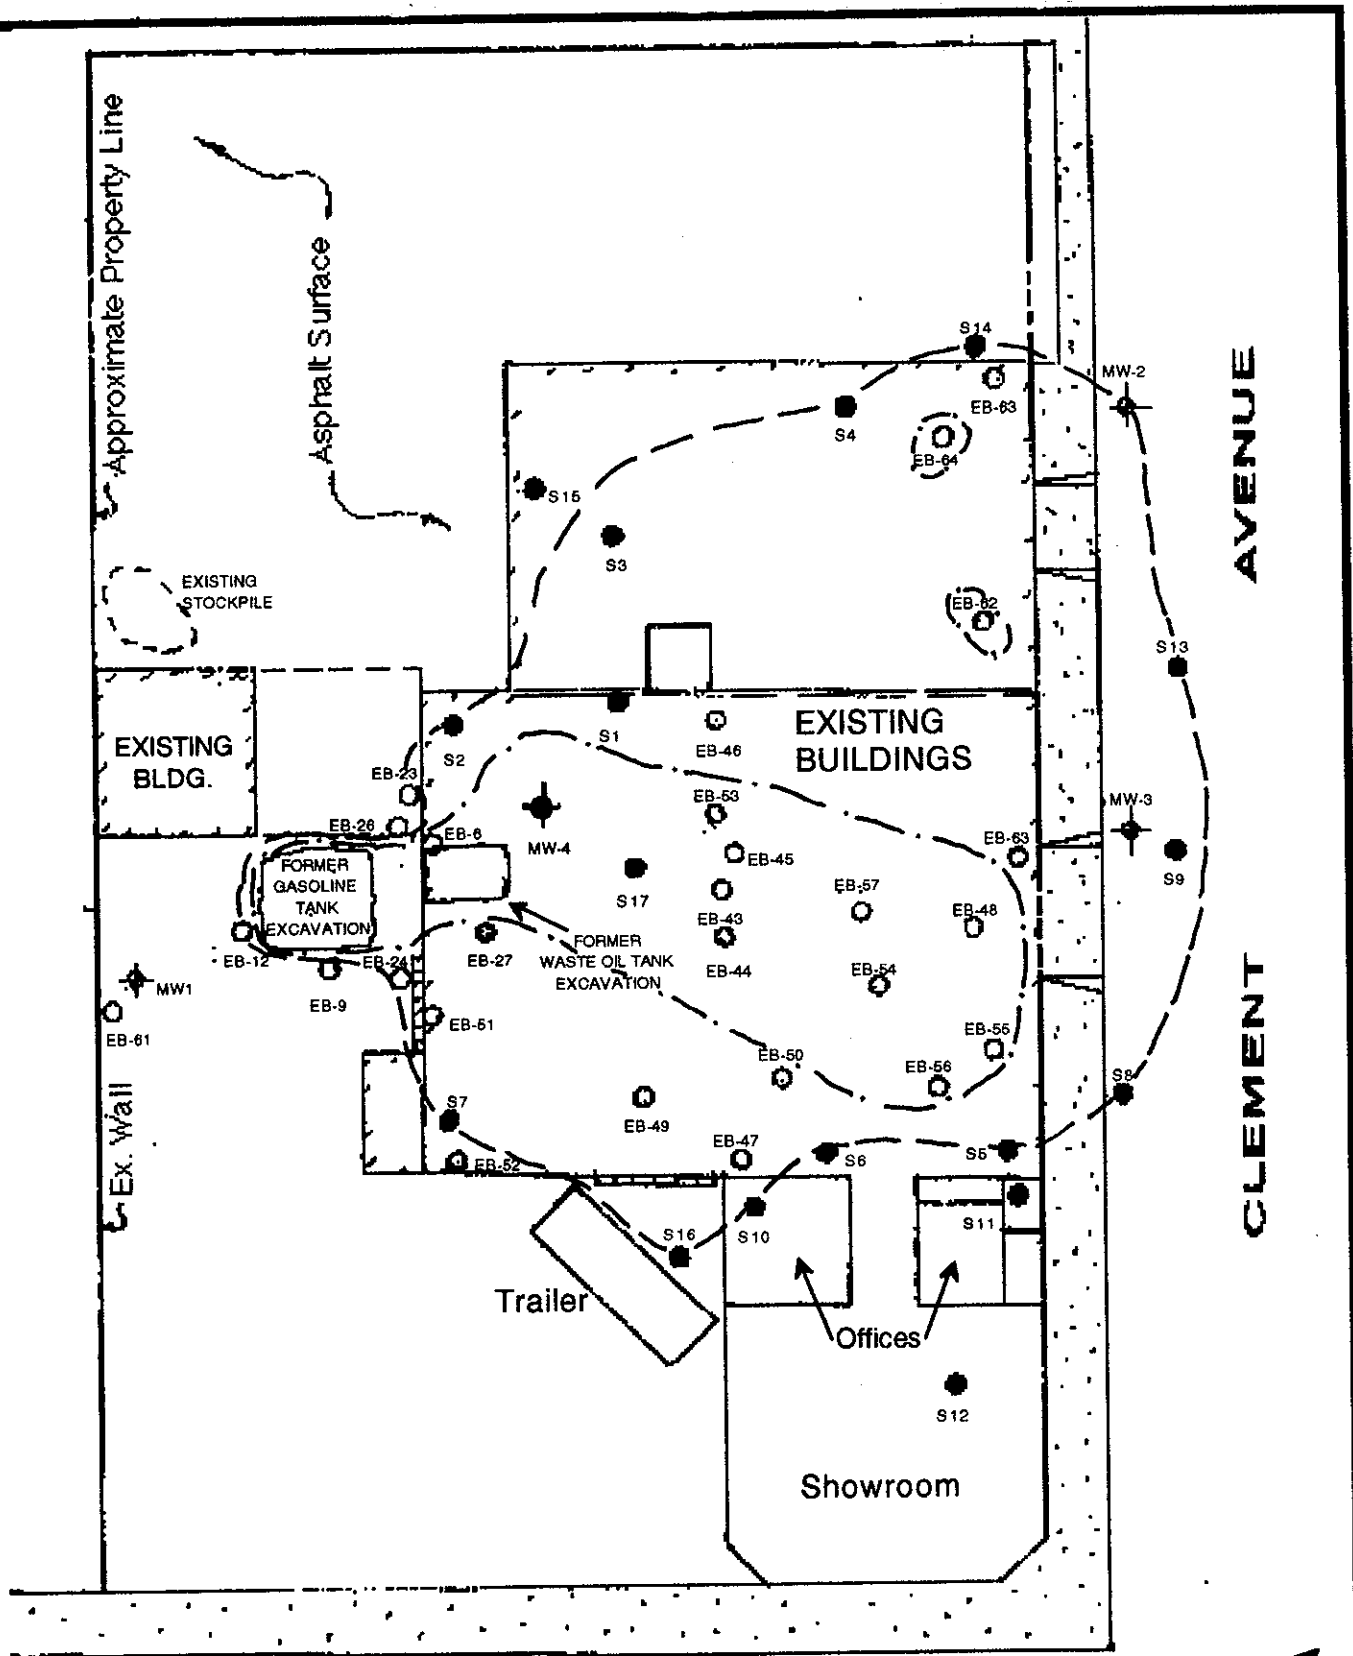 Approximate Property Line
Asphalt Surface
S14
MW-2
EB-63
S4
EB-64
AVENUE
S15
S3
EXISTING
STOCKPILE
EB-62
S13
S1
S2
EB-46
EXISTING
BUILDINGS
EXISTING
BLDG.
EB-23
EB-53
MW-3
EB-26
EB-6
MW-4
EB-45
EB-63
S9
FORMER
GASOLINE
TANK
EXCAVATION
S17
EB-57
EB-43
EB-48
EB-44
FORMER
WASTE OIL TANK
EXCAVATION
EB-27
EB-12
EB-24
EB-9
MW1
EB-61
EB-54
EB-51
EB-55
EB-50
EB-56
S8
CLEMENT
Ex. Wall
S7
EB-49
EB-47
EB-52
S6
S5
S11
S10
S16
Trailer
Offices
S12
Showroom